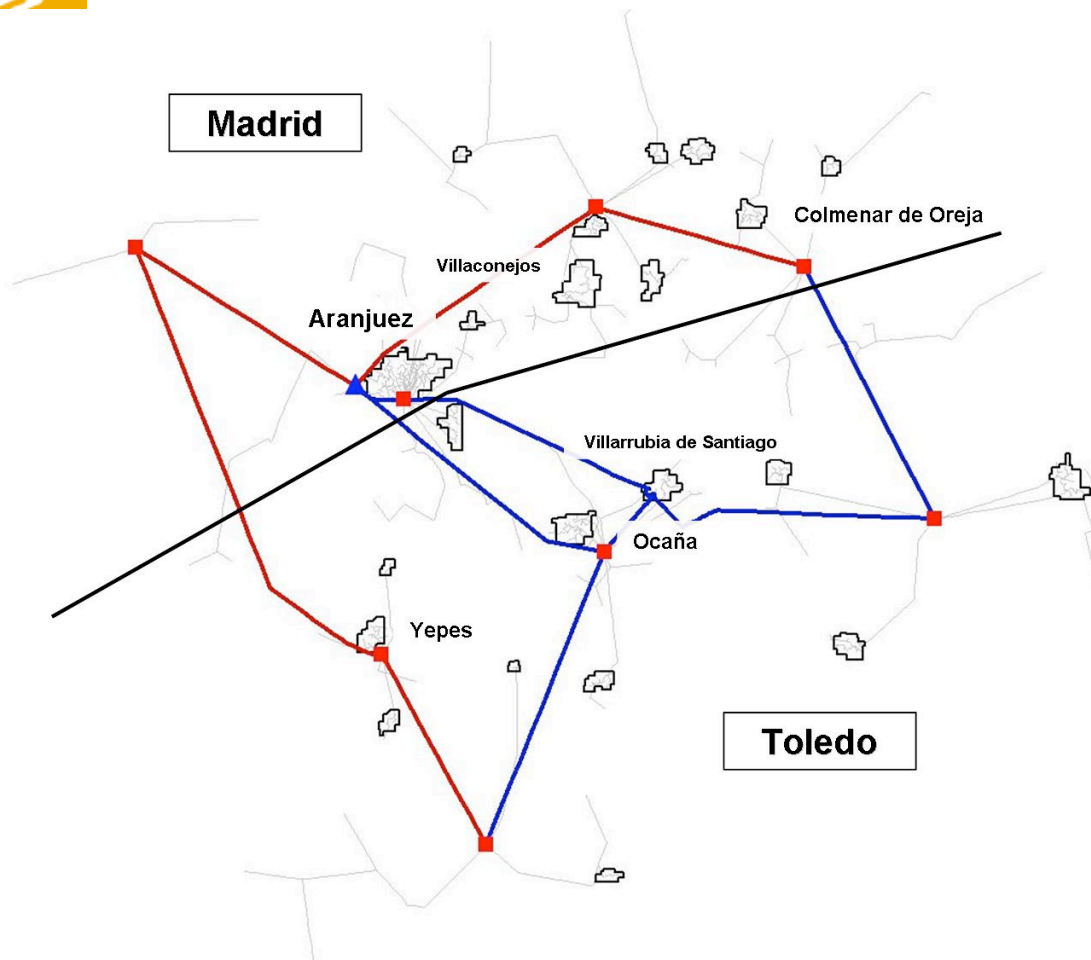 Madrid
Colmenar de Oreja
Villaconejos
Aranjuez
Villarrubia de Santiago
Ocaña
Yepes
Toledo